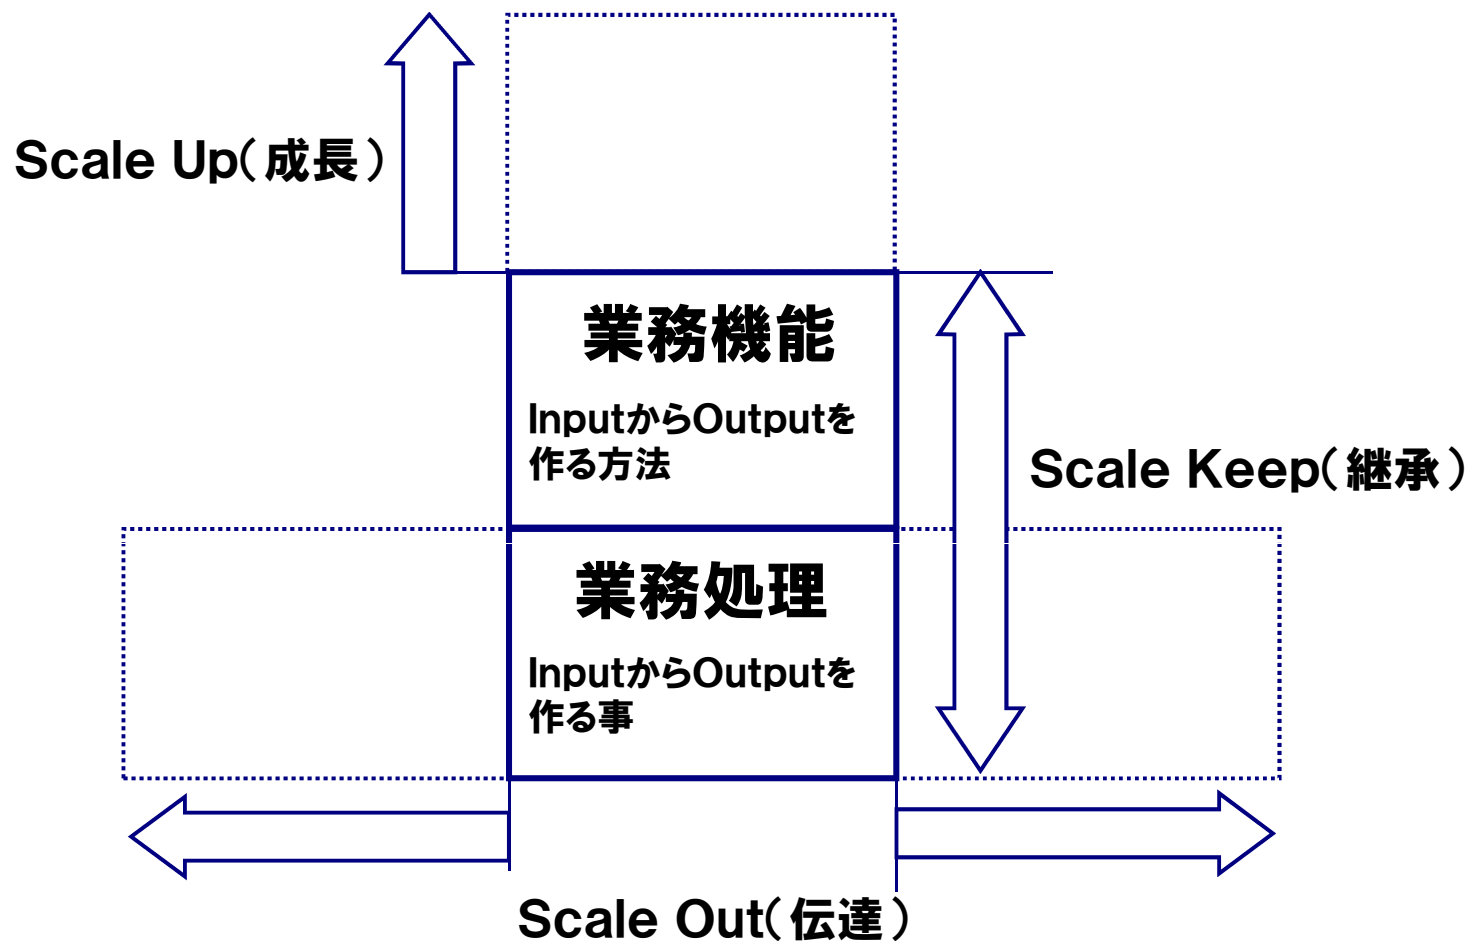 Scale Up(成長)
業務機能
InputからOutputを
作る方法
Scale Keep(継承)
業務処理
InputからOutputを
作る事
Scale Out(伝達)